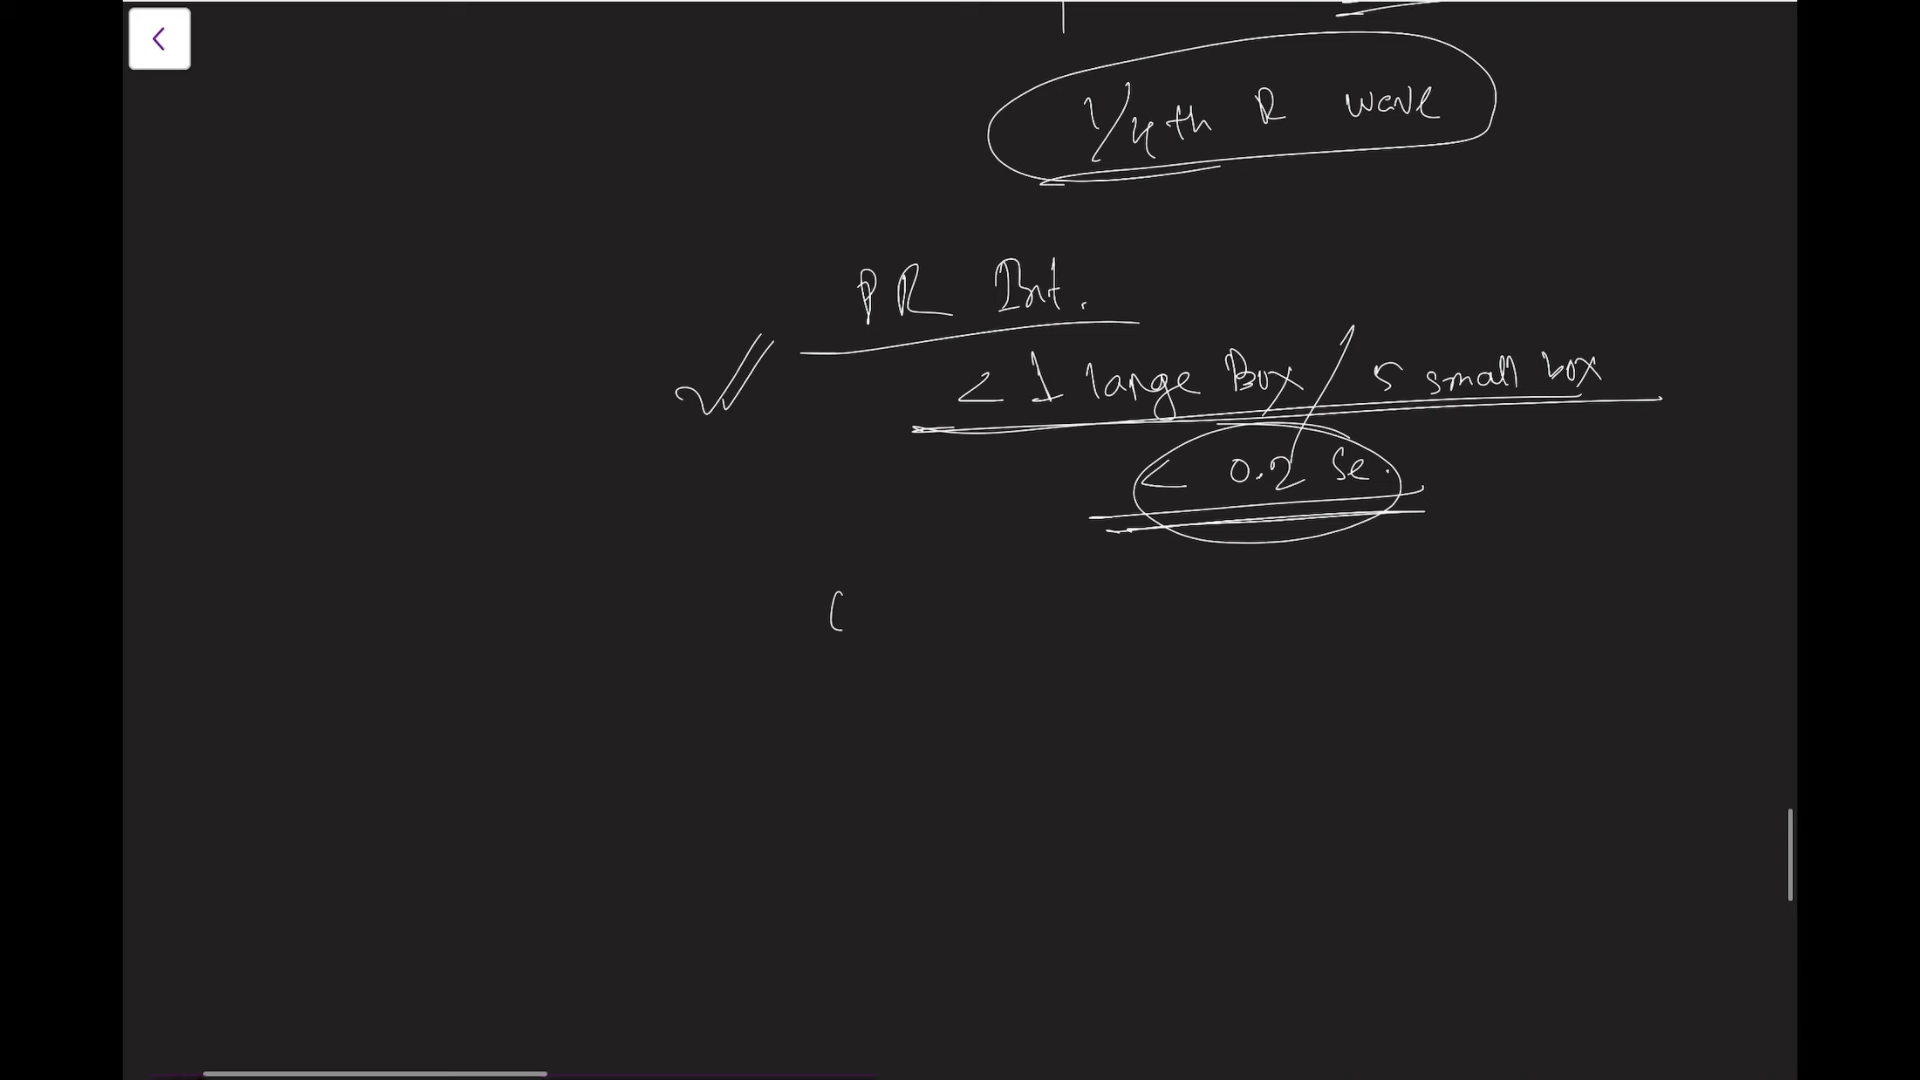 1/4th R wave
PR Int.
< 1 large Box / 5 small box
< 0.2 Se.
(